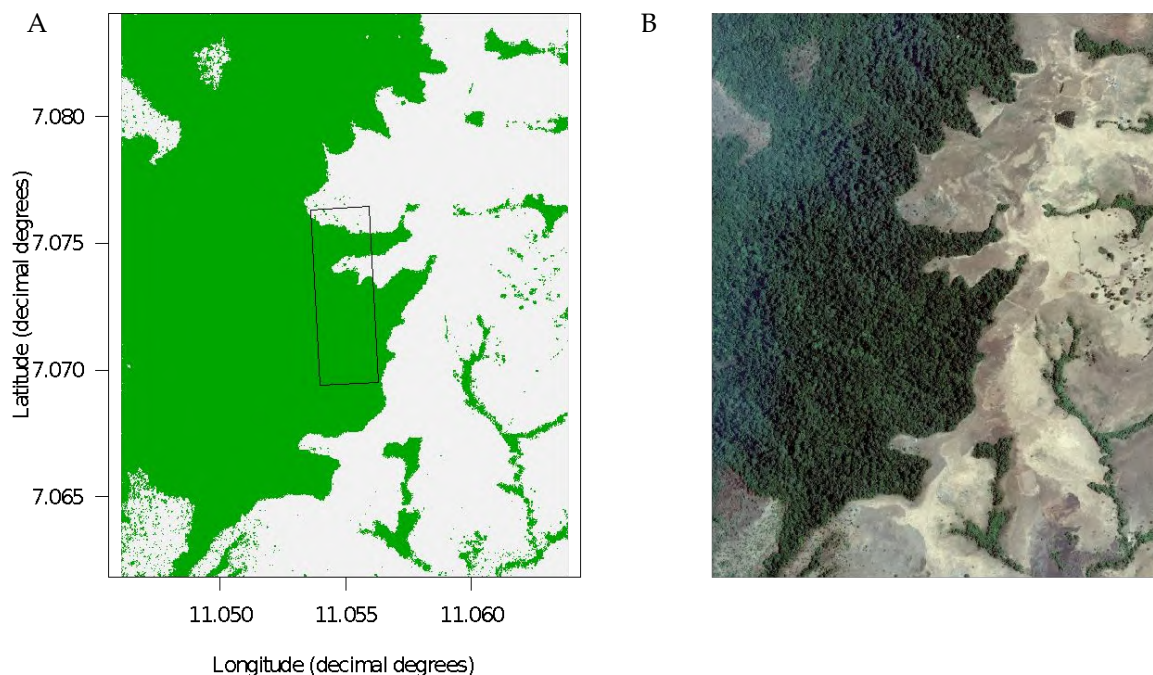 A
B
7.080
7.075
7.070
7.065
Latitude (decimal degrees)
11.050 11.055 11.060
Longitude (decimal degrees)